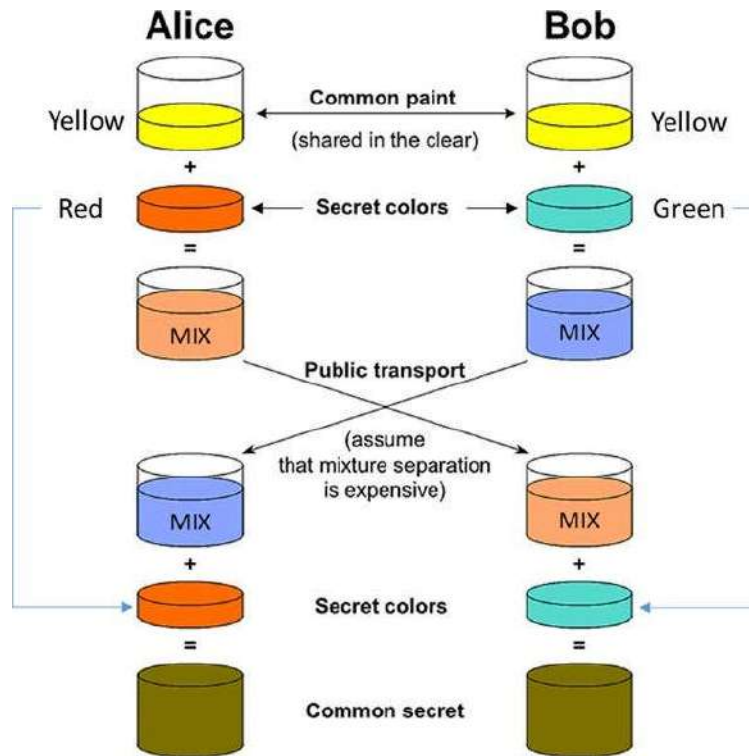 Alice Bob
Common paint
Yellow Yellow
(shared in the clear)
+ +
Red Secret colors Green
= =
MIX MIX
Public transport
(assume
that mixture separation
is expensive)
MIX MIX
+ +
Secret colors
= =
Common secret